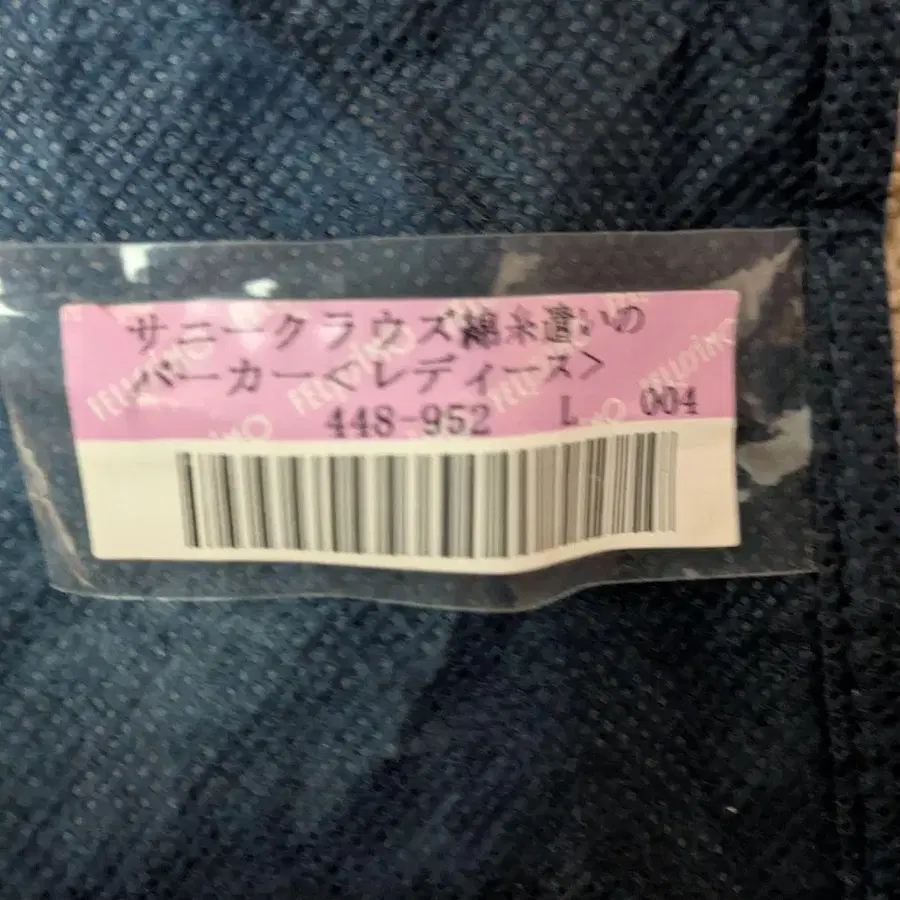 サニークラウズ綿糸遣いの
パーカー<レディース>
448-952 L 004
FELISSIMO